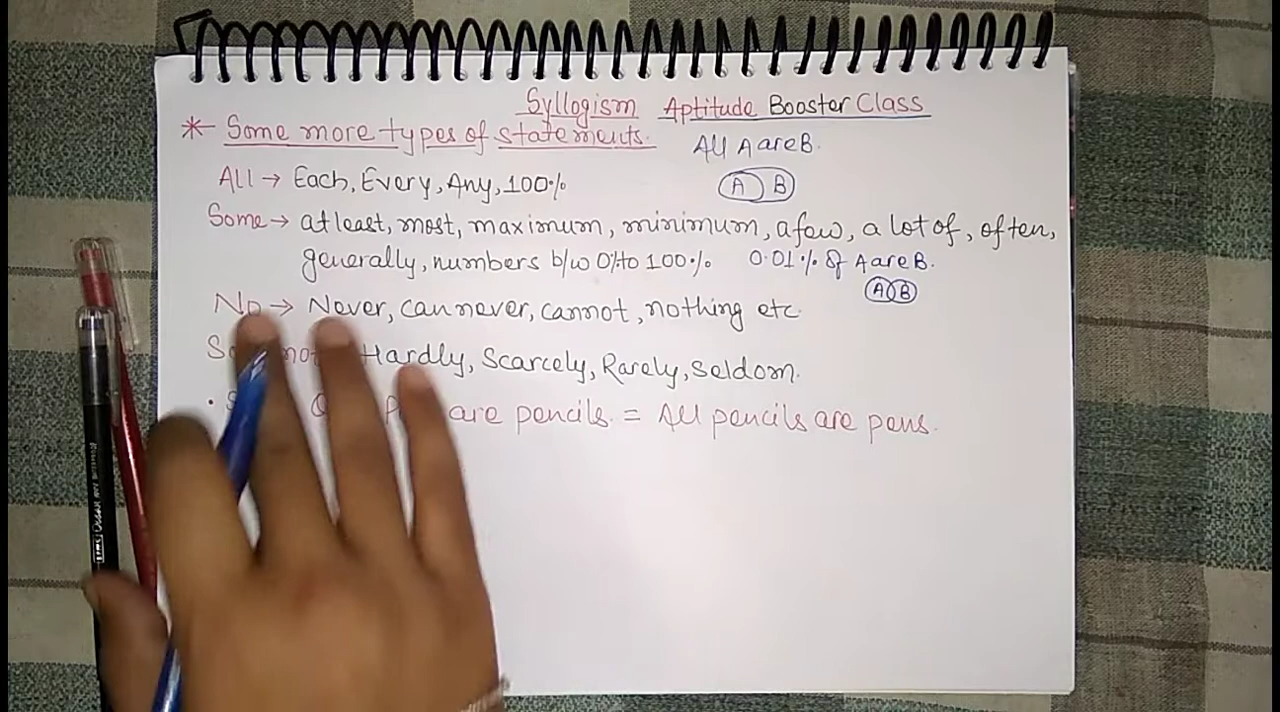 Syllogism Aptitude Booster Class
* Some more types of statements.
All A are B.
All → Each, Every, Any, 100%
A B
Some → atleast, most, maximum, minimum, a few, a lot of, often,
generally, numbers b/w 0% to 100%
0.01% of A are B.
A B
No → Never, can never, cannot, nothing etc.
Hardly, Scarcely, Rarely, Seldom.
are pencils. = All pencils are pens.